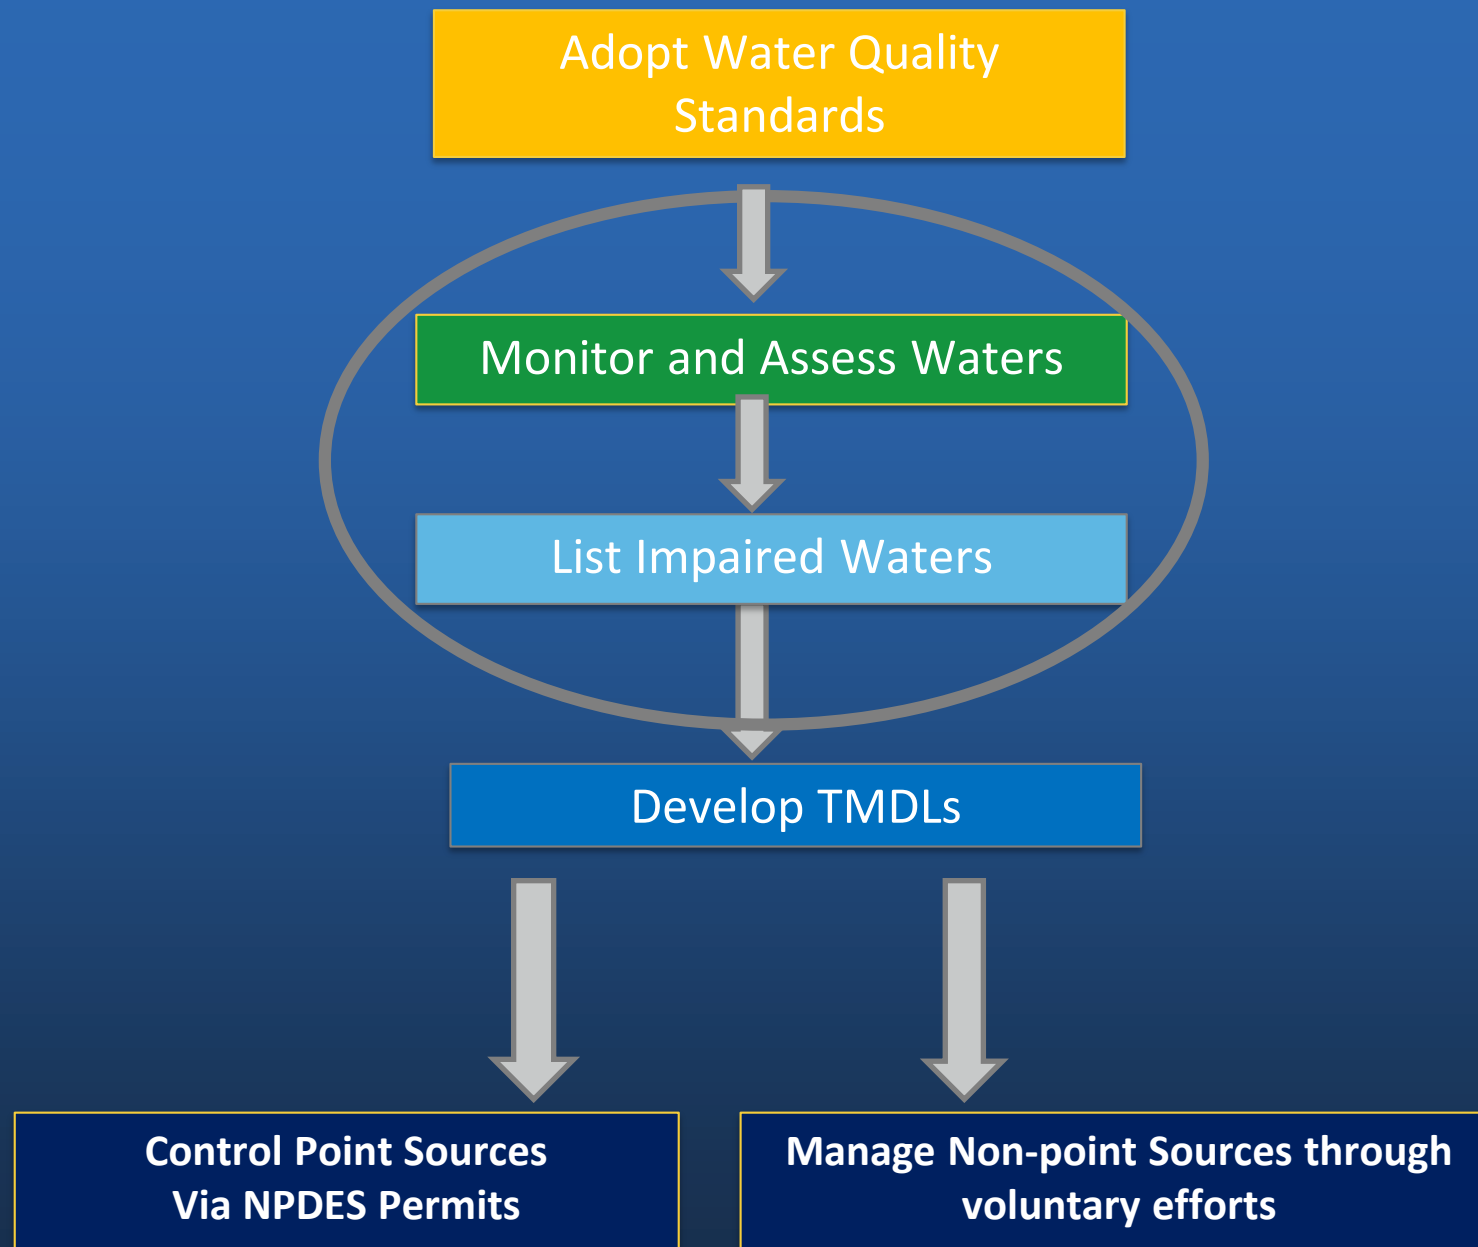 Adopt Water Quality
Standards
Monitor and Assess Waters
List Impaired Waters
Develop TMDLs
Control Point Sources
Via NPDES Permits
Manage Non-point Sources through
voluntary efforts